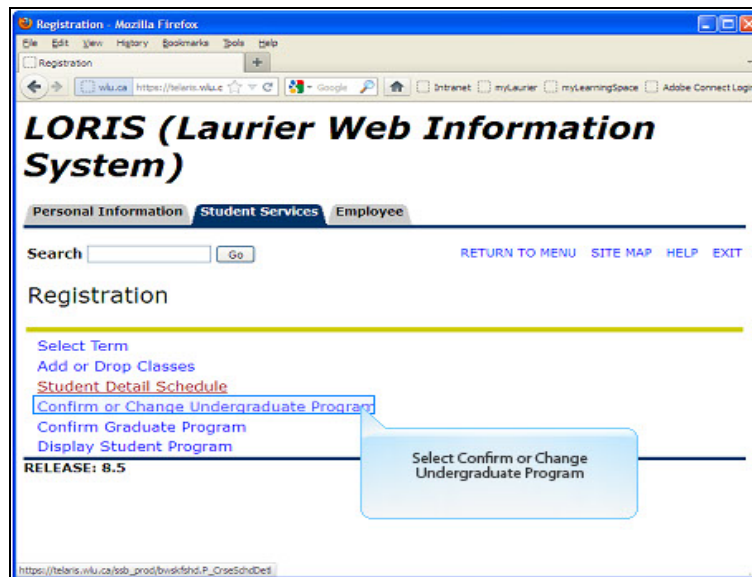 Registration - Mozilla Firefox
File Edit View History Bookmarks Tools Help
Registration +
wlu.ca https://telaris.wlu.c Google Intranet myLaurier myLearningSpace Adobe Connect Login
LORIS (Laurier Web Information
System)
Personal Information Student Services Employee
Search Go RETURN TO MENU SITE MAP HELP EXIT
Registration
Select Term
Add or Drop Classes
Student Detail Schedule
Confirm or Change Undergraduate Program
Confirm Graduate Program
Display Student Program
RELEASE: 8.5
Select Confirm or Change
Undergraduate Program
https://telaris.wlu.ca/ssb_prod/bwskfshd.P_CrseSchdDetl